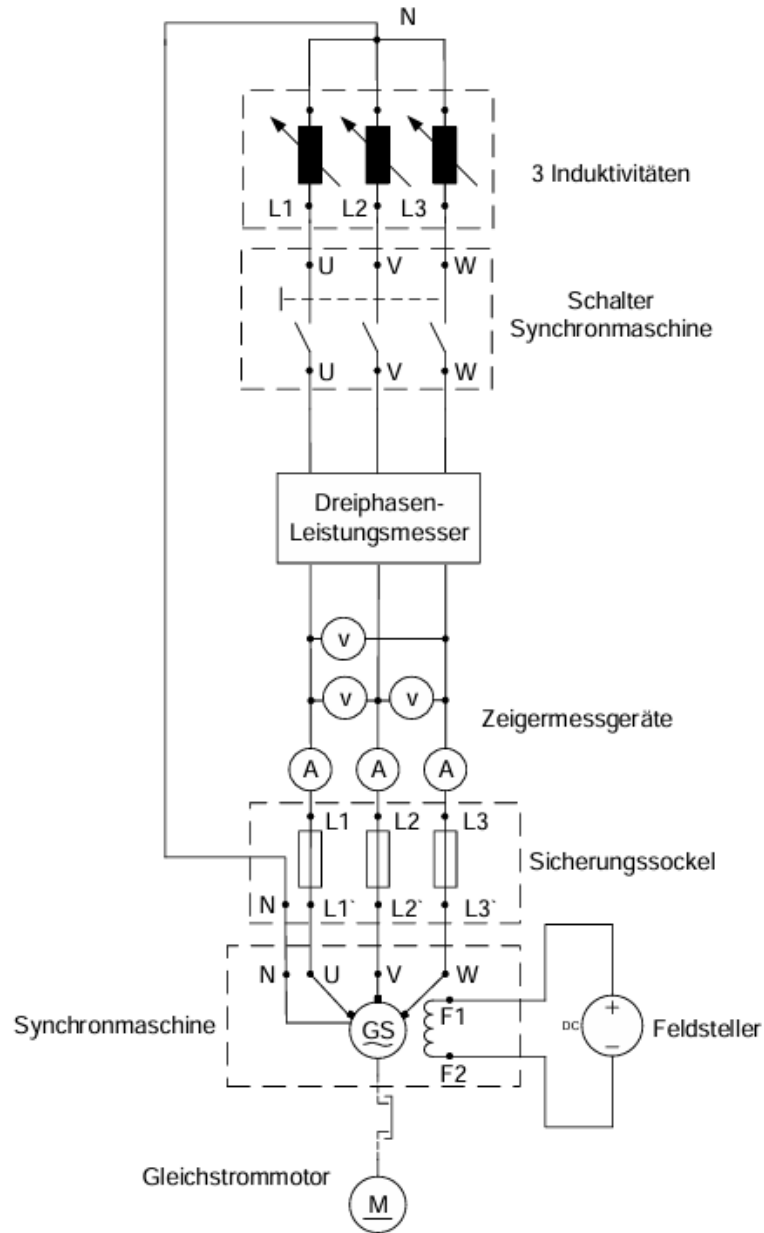 N
3 Induktivitäten
L1 L2 L3
U V W
Schalter
Synchronmaschine
U V W
Dreiphasen-
Leistungsmesser
v
v v
Zeigermessgeräte
A A A
L1 L2 L3
Sicherungssockel
N L1` L2` L3`
N U V W
Synchronmaschine
GS
F1
F2
DC
+
−
Feldsteller
Gleichstrommotor
M